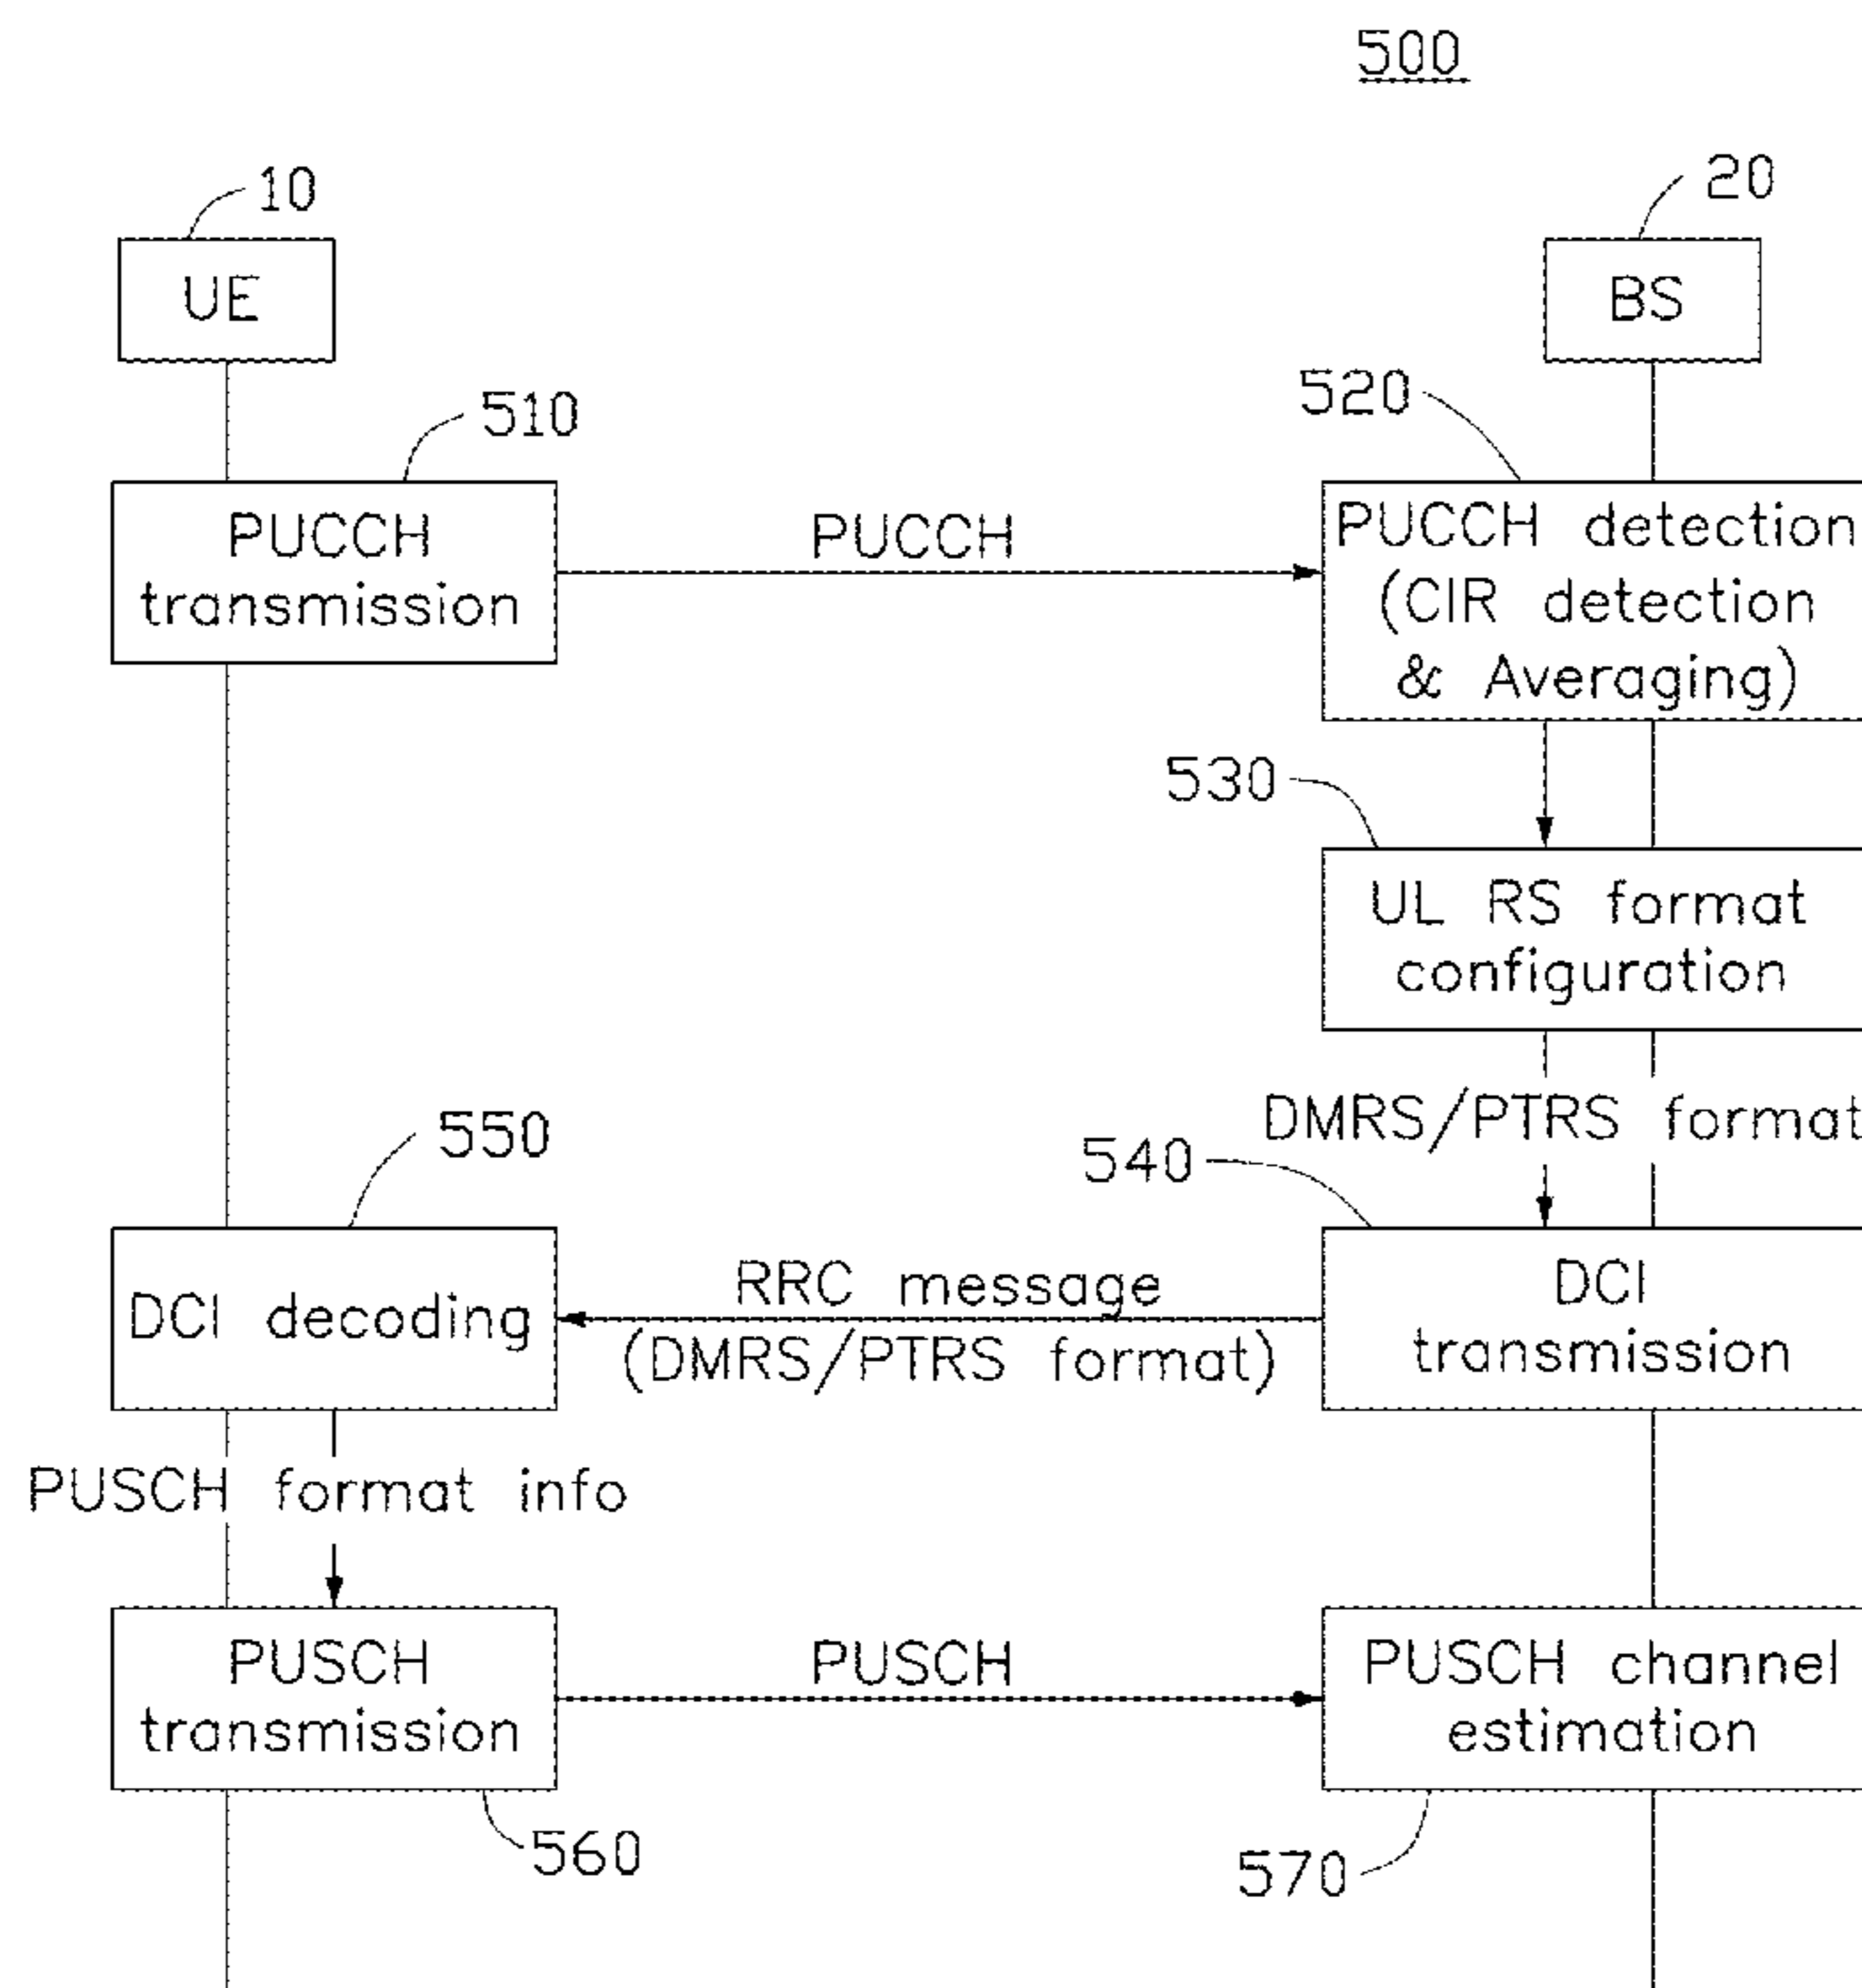 500
10
20
UE
BS
510
520
PUCCH
transmission
PUCCH
PUCCH detection
(CIR detection
& Averaging)
530
UL RS format
configuration
DMRS/PTRS format
550
540
DCI decoding
RRC message
(DMRS/PTRS format)
DCI
transmission
PUSCH format info
PUSCH
transmission
PUSCH
PUSCH channel
estimation
560
570